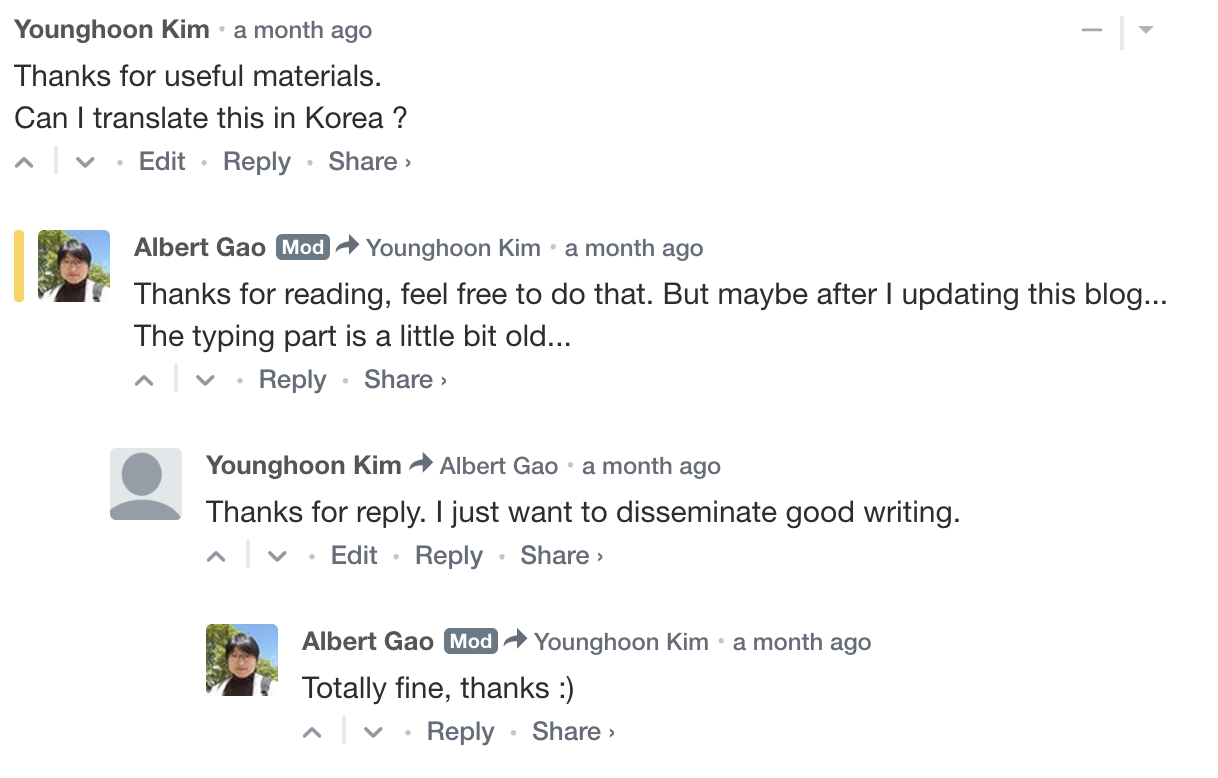 Younghoon Kim • a month ago
Thanks for useful materials.
Can I translate this in Korea ?
• Edit • Reply • Share ›
Albert Gao Mod Younghoon Kim • a month ago
Thanks for reading, feel free to do that. But maybe after I updating this blog...
The typing part is a little bit old...
• Reply • Share ›
Younghoon Kim Albert Gao • a month ago
Thanks for reply. I just want to disseminate good writing.
• Edit • Reply • Share ›
Albert Gao Mod Younghoon Kim • a month ago
Totally fine, thanks :)
• Reply • Share ›